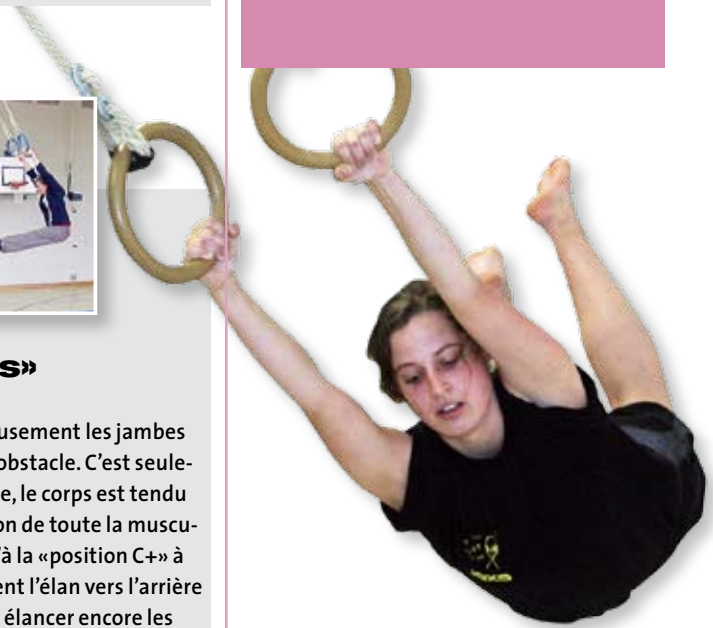 s»
usement les jambes
obstacle. C'est seule-
e, le corps est tendu
on de toute la muscu-
'à la «position C+» à
ent l'élan vers l'arrière
élancer encore les